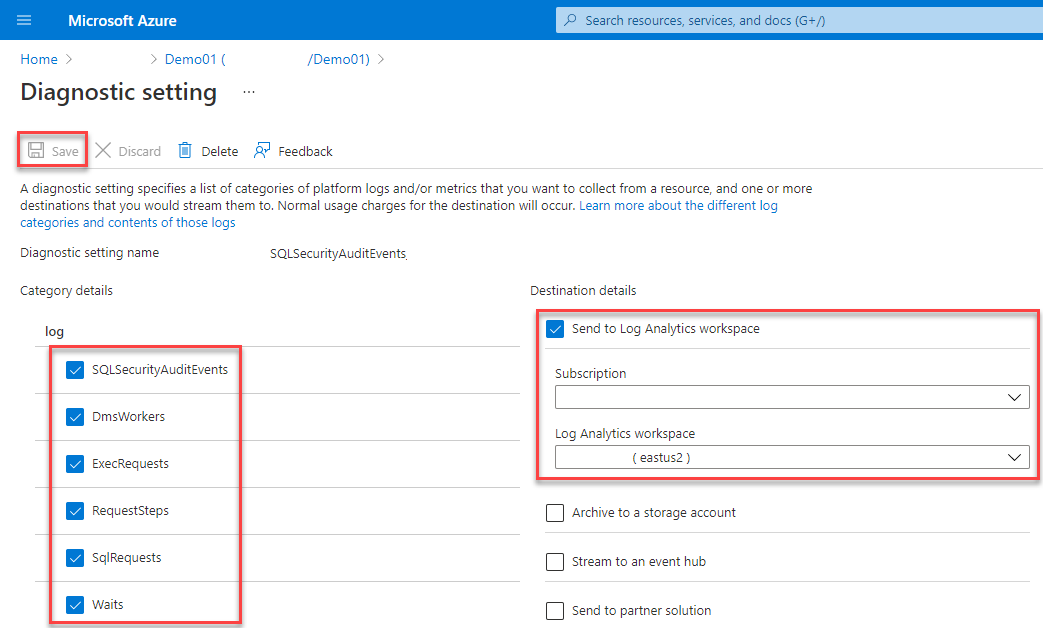 Microsoft Azure
Search resources, services, and docs (G+/)
Home > > Demo01 ( /Demo01) >
Diagnostic setting ...
Save Discard Delete Feedback
A diagnostic setting specifies a list of categories of platform logs and/or metrics that you want to collect from a resource, and one or more
destinations that you would stream them to. Normal usage charges for the destination will occur. Learn more about the different log
categories and contents of those logs
Diagnostic setting name SQLSecurityAuditEvents
Category details
log
SQLSecurityAuditEvents
DmsWorkers
ExecRequests
RequestSteps
SqlRequests
Waits
Destination details
Send to Log Analytics workspace
Subscription
Log Analytics workspace
( eastus2 )
Archive to a storage account
Stream to an event hub
Send to partner solution